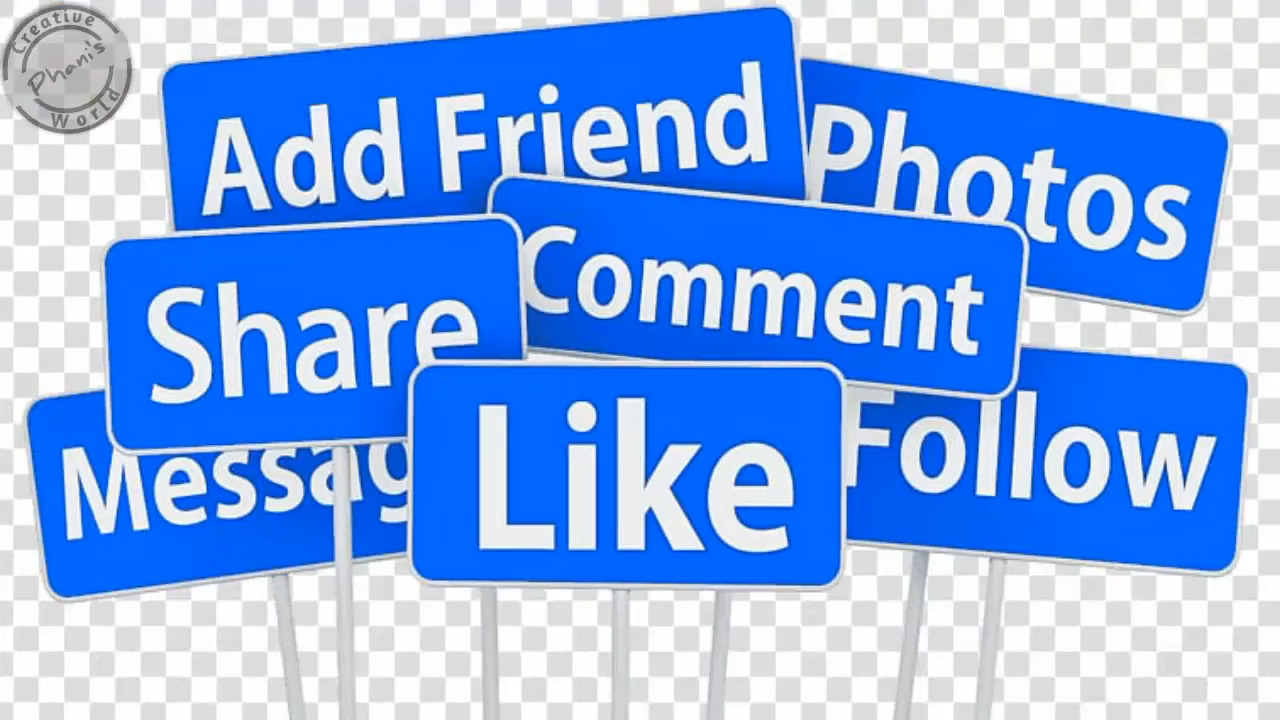 Creative
Phani's
World
Add Friend
Photos
Comment
Share
Messag
Like
Follow